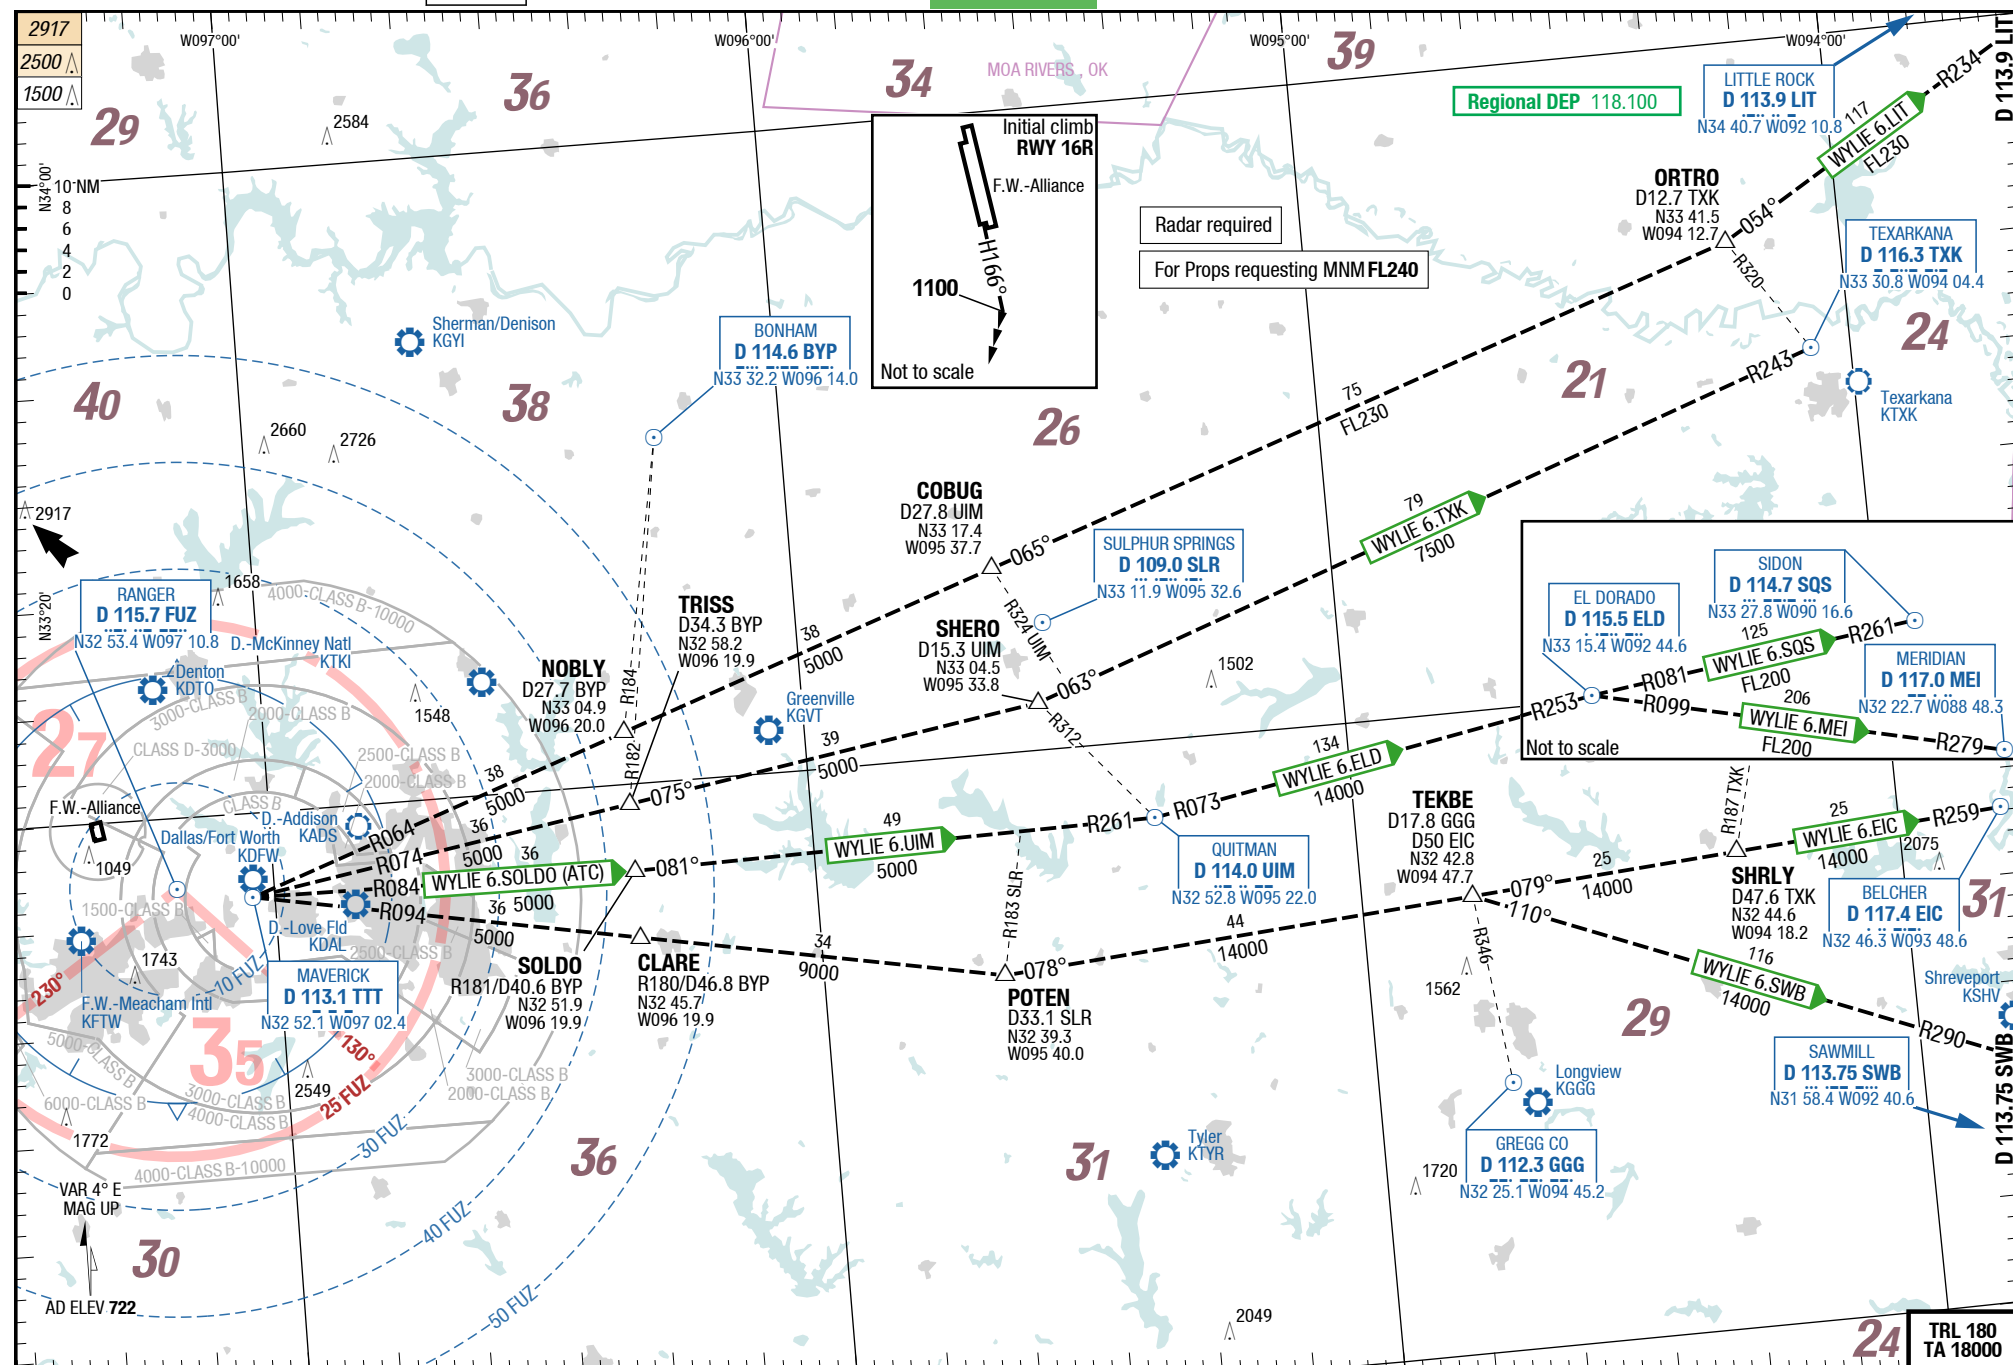 2917
2500
1500
W097°00'
W096°00'
W095°00'
W094°00'
29
36
34
39
MOA RIVERS , OK
Regional DEP 118.100
LITTLE ROCK
D 113.9 LIT
N34 40.7 W092 10.8
R234
D 113.9 LIT
117
WYLIE 6.LIT
FL230
2584
N34°00'
10 NM
8
6
4
2
0
Initial climb
RWY 16R
F.W.-Alliance
H166°
1100
Not to scale
Radar required
For Props requesting MNM FL240
ORTRO
D12.7 TXK
N33 41.5
W094 12.7
054°
R320
TEXARKANA
D 116.3 TXK
N33 30.8 W094 04.4
24
Sherman/Denison
KGYI
BONHAM
D 114.6 BYP
N33 32.2 W096 14.0
40
38
26
21
75
FL230
R243
Texarkana
KTXK
2660
2726
2917
COBUG
D27.8 UIM
N33 17.4
W095 37.7
065°
79
WYLIE 6.TXK
7500
SULPHUR SPRINGS
D 109.0 SLR
N33 11.9 W095 32.6
R324 UIM
N33°20'
RANGER
D 115.7 FUZ
N32 53.4 W097 10.8
1658
4000-CLASS B-10000
D.-McKinney Natl
KTKI
Denton
KDTO
3000-CLASS B
2000-CLASS B
1548
TRISS
D34.3 BYP
N32 58.2
W096 19.9
NOBLY
D27.7 BYP
N33 04.9
W096 20.0
R184
R182
38
5000
SHERO
D15.3 UIM
N33 04.5
W095 33.8
063°
1502
Greenville
KGVT
R312
EL DORADO
D 115.5 ELD
N33 15.4 W092 44.6
SIDON
D 114.7 SQS
N33 27.8 W090 16.6
125
WYLIE 6.SQS
FL200
R081
R261
MERIDIAN
D 117.0 MEI
N32 22.7 W088 48.3
R253
R099
206
WYLIE 6.MEI
FL200
R279
Not to scale
27
CLASS D-3000
2500-CLASS B
2000-CLASS B
F.W.-Alliance
CLASS B
D.-Addison
KADS
Dallas/Fort Worth
KDFW
38
5000
R064
R074
36
5000
R084
36
WYLIE 6.SOLDO (ATC)
5000
R094
36
5000
075°
39
5000
081°
49
WYLIE 6.UIM
5000
R261
R073
134
WYLIE 6.ELD
14000
QUITMAN
D 114.0 UIM
N32 52.8 W095 22.0
TEKBE
D17.8 GGG
D50 EIC
N32 42.8
W094 47.7
R187 TXK
25
WYLIE 6.EIC
14000
R259
2075
079°
25
14000
110°
SHRLY
D47.6 TXK
N32 44.6
W094 18.2
BELCHER
D 117.4 EIC
N32 46.3 W093 48.6
31
1049
1500-CLASS B
D.-Love Fld
KDAL
2500-CLASS B
1743
10 FUZ
230°
F.W.-Meacham Intl
KFTW
MAVERICK
D 113.1 TTT
N32 52.1 W097 02.4
SOLDO
R181/D40.6 BYP
N32 51.9
W096 19.9
CLARE
R180/D46.8 BYP
N32 45.7
W096 19.9
34
9000
R183 SLR
POTEN
D33.1 SLR
N32 39.3
W095 40.0
078°
44
14000
R346
1562
116
WYLIE 6.SWB
14000
R290
Shreveport
KSHV
29
SAWMILL
D 113.75 SWB
N31 58.4 W092 40.6
D 113.75 SWB
5000-CLASS B
35
130°
2549
25 FUZ
3000-CLASS B
4000-CLASS B
3000-CLASS B
2000-CLASS B
6000-CLASS B
1772
4000-CLASS B-10000
30 FUZ
40 FUZ
50 FUZ
36
31
Tyler
KTYR
Longview
KGGG
GREGG CO
D 112.3 GGG
N32 25.1 W094 45.2
1720
VAR 4° E
MAG UP
30
AD ELEV 722
2049
24
TRL 180
TA 18000